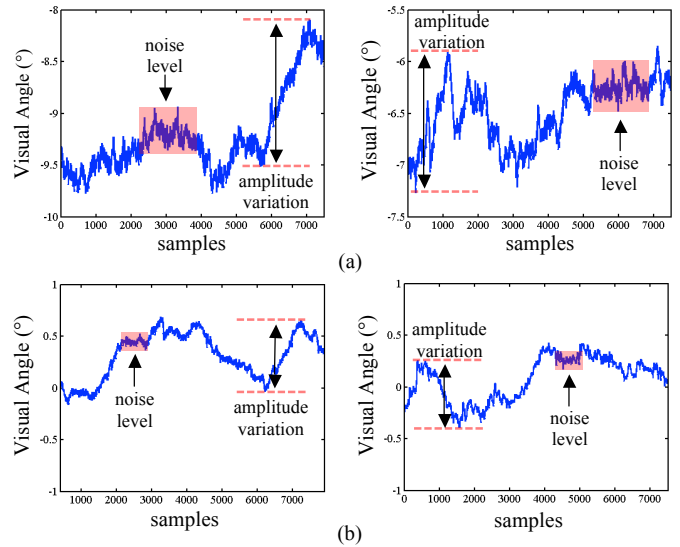 -8
-8.5
-9
-9.5
-10
Visual Angle (°)
noise
level
amplitude
variation
0 1000 2000 3000 4000 5000 6000 7000
samples
-5
-5.5
-6
-6.5
-7
-7.5
Visual Angle (°)
amplitude
variation
noise
level
0 1000 2000 3000 4000 5000 6000 7000
samples
(a)
1
0.5
0
-0.5
-1
Visual Angle (°)
noise
level
amplitude
variation
1000 2000 3000 4000 5000 6000 7000
samples
1
0.5
0
-0.5
-1
Visual Angle (°)
amplitude
variation
noise
level
0 1000 2000 3000 4000 5000 6000 7000
samples
(b)